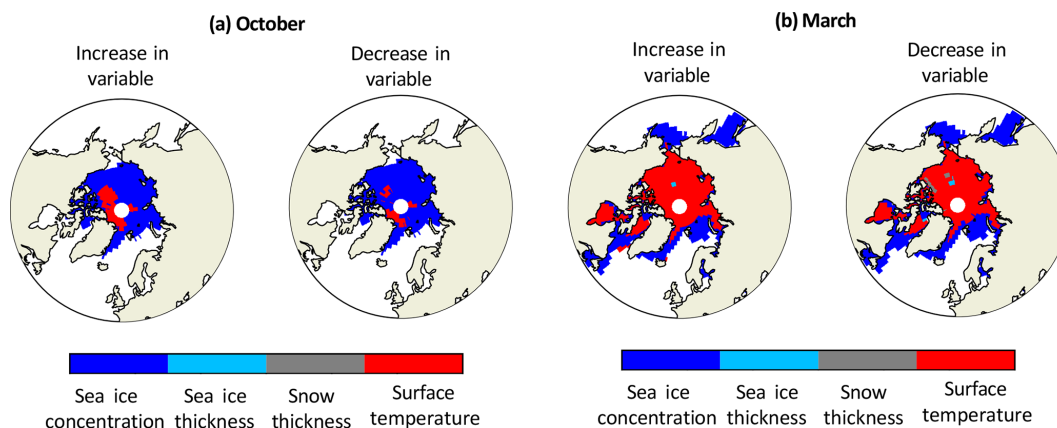 (a) October
Increase in
variable
Decrease in
variable
Sea ice
concentration
Sea ice
thickness
Snow
thickness
Surface
temperature
(b) March
Increase in
variable
Decrease in
variable
Sea ice
concentration
Sea ice
thickness
Snow
thickness
Surface
temperature